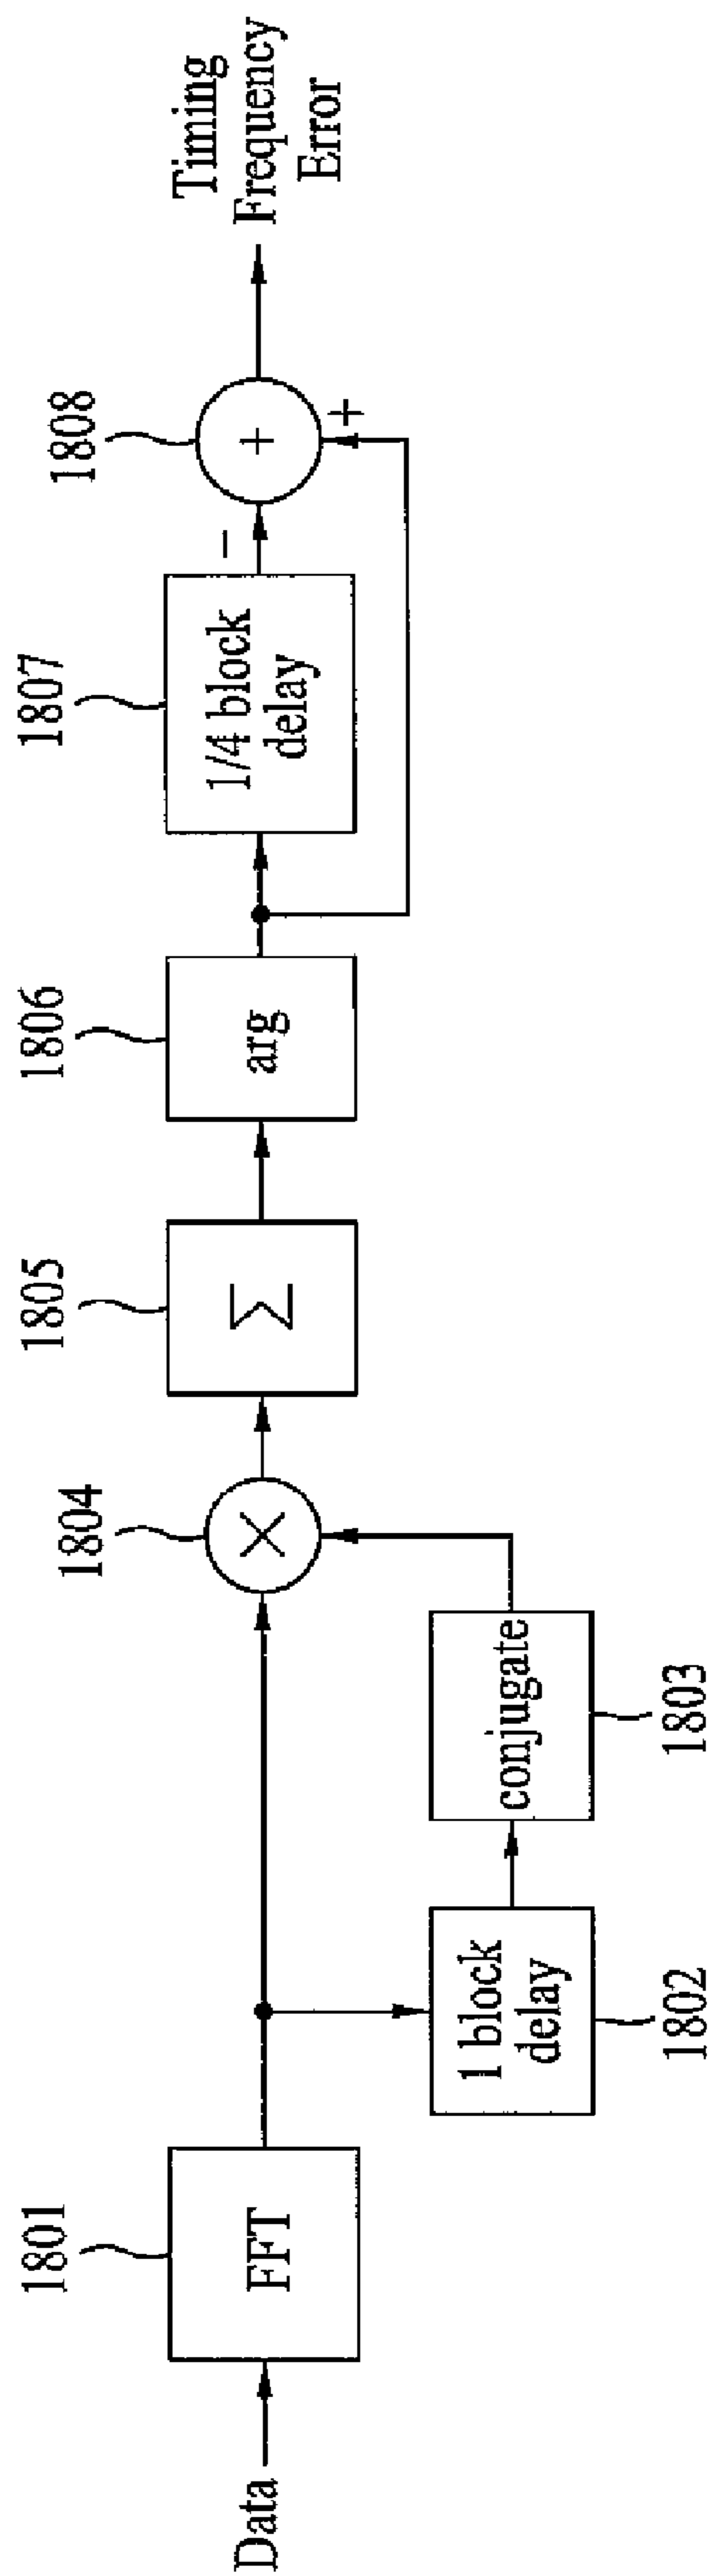 Data
1801
FFT
1 block
delay
1802
conjugate
1803
1804
×
1805
Σ
1806
arg
1807
1/4 block
delay
−
1808
+
+
Timing
Frequency
Error